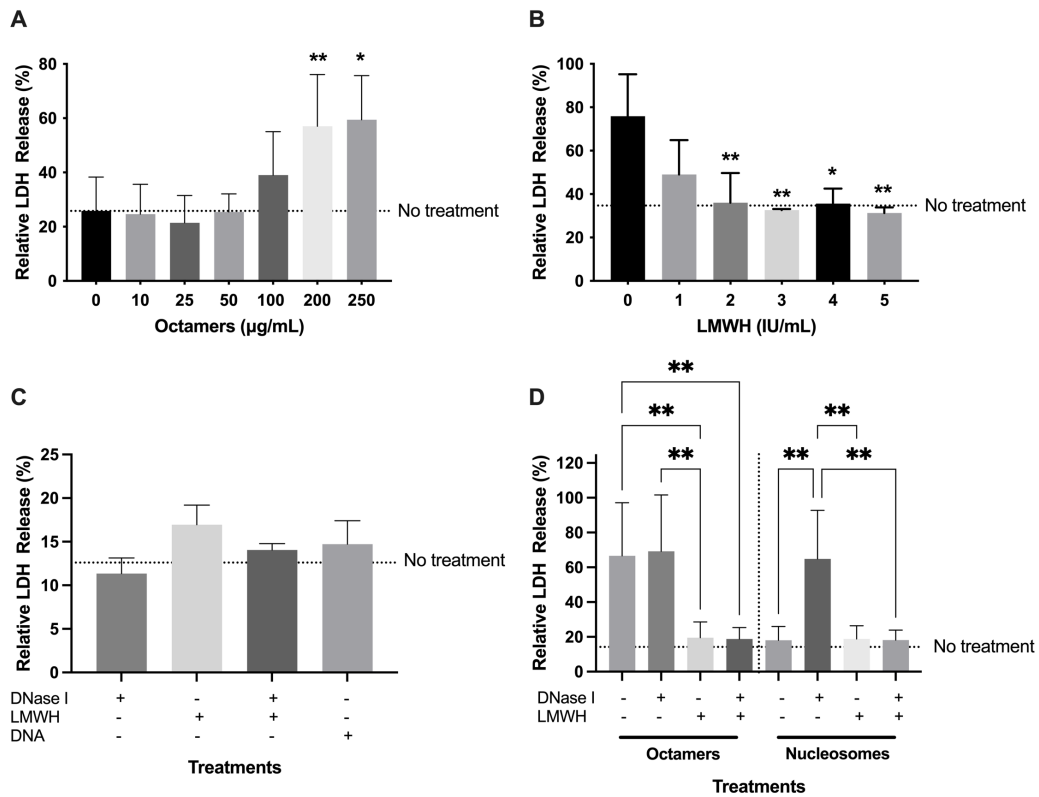 A
Relative LDH Release (%)
80
60
40
20
0
** *
No treatment
0 10 25 50 100 200 250
Octamers (µg/mL)
B
Relative LDH Release (%)
100
80
60
40
20
0
** ** * **
No treatment
0 1 2 3 4 5
LMWH (IU/mL)
C
Relative LDH Release (%)
25
20
15
10
5
0
No treatment
DNase I + - + -
LMWH - + + -
DNA - - - +
Treatments
D
Relative LDH Release (%)
120
100
80
60
40
20
0
**
** **
** ** **
No treatment
DNase I - + - + - + - +
LMWH - - + + - - + +
Octamers Nucleosomes
Treatments